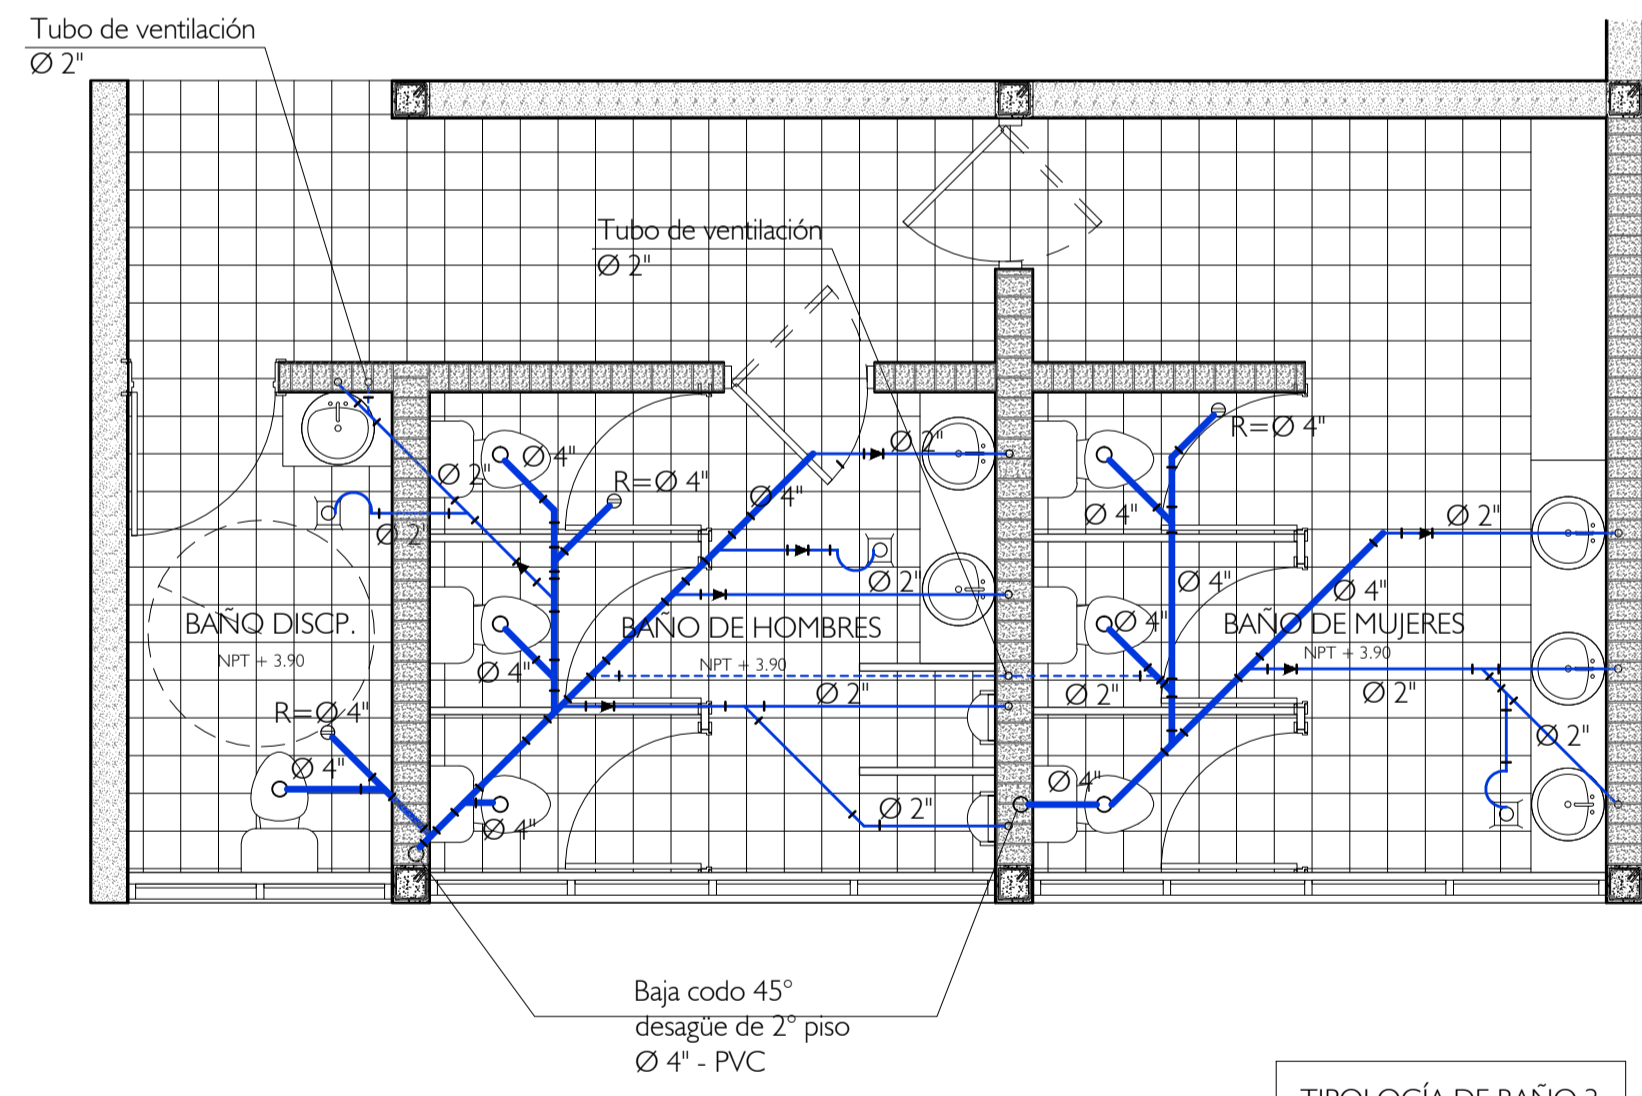 Tubo de ventilación
Ø 2"
Tubo de ventilación
Ø 2"
Ø 2"
Ø 4"
R=Ø 4"
Ø 4"
Ø 2"
R=Ø 4"
Ø 2"
Ø 4"
Ø 2"
Ø 2"
Ø 4"
Ø 4"
BAÑO DISCP.
NPT + 3.90
BAÑO DE HOMBRES
NPT + 3.90
Ø 4"
Ø 4"
BAÑO DE MUJERES
NPT + 3.90
Ø 4"
Ø 2"
Ø 2"
Ø 2"
R=Ø 4"
Ø 4"
Ø 2"
Ø 4"
Ø 2"
Ø 4"
Baja codo 45°
desagüe de 2° piso
Ø 4" - PVC